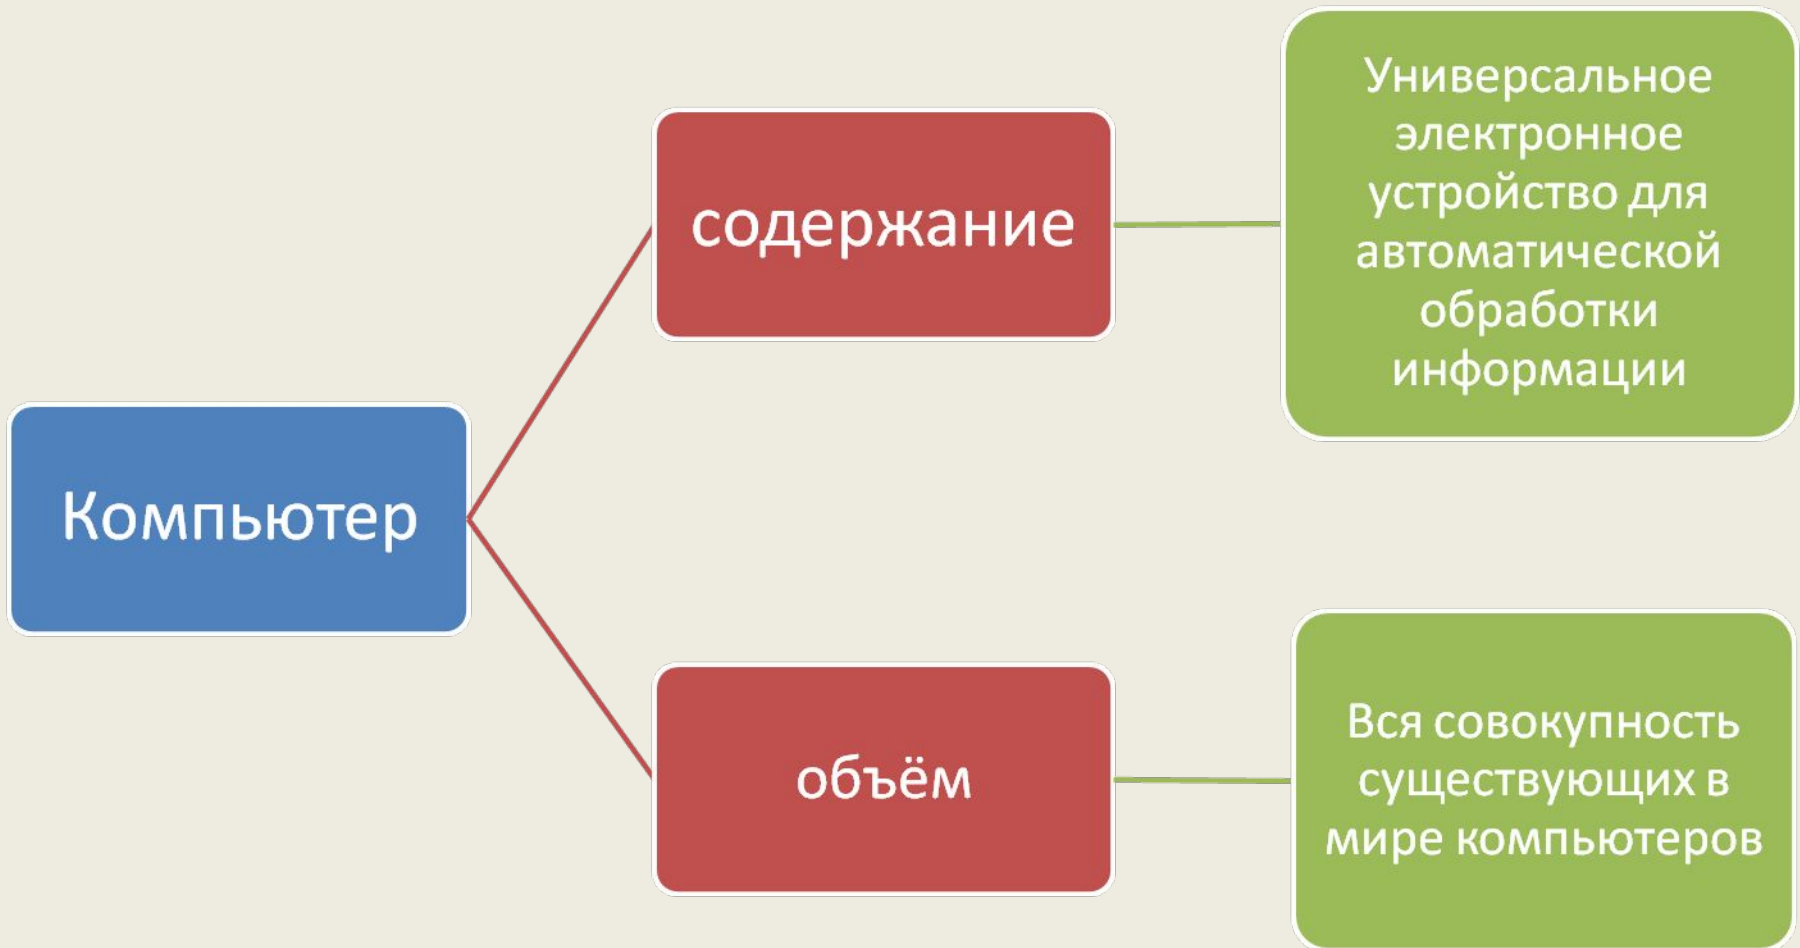 Компьютер
содержание
Универсальное
электронное
устройство для
автоматической
обработки
информации
объём
Вся совокупность
существующих в
мире компьютеров